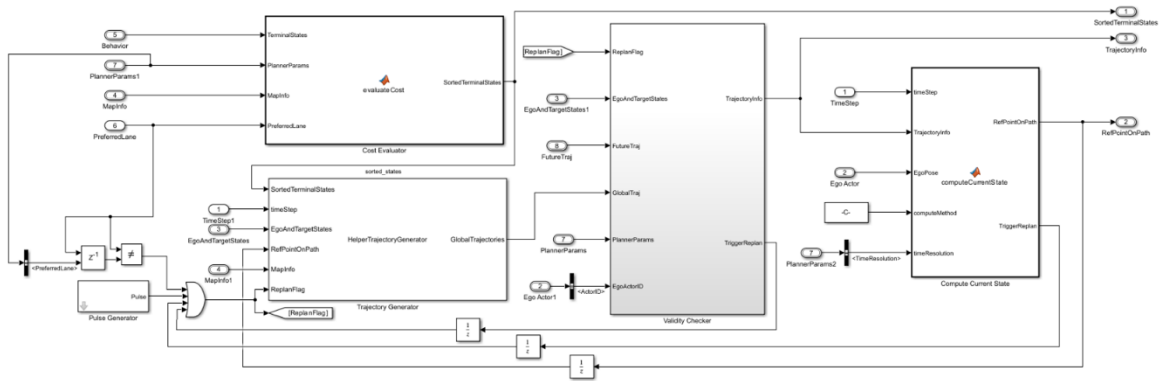 5
Behavior
7
PlannerParams1
4
MapInfo
6
PreferredLane
TerminalStates
PlannerParams
MapInfo
PreferredLane
evaluateCost
SortedTerminalStates
Cost Evaluator
sorted_states
1
TimeStep1
3
EgoAndTargetStates
4
MapInfo1
SortedTerminalStates
timeStep
EgoAndTargetStates
RefPointOnPath
MapInfo
ReplanFlag
HelperTrajectoryGenerator
GlobalTrajectories
Trajectory Generator
<PreferredLane>
z-1
≠
Pulse
Pulse Generator
[ReplanFlag]
[ReplanFlag]
3
EgoAndTargetStates1
8
FutureTraj
7
PlannerParams
2
Ego Actor1
<ActorID>
ReplanFlag
EgoAndTargetStates
FutureTraj
GlobalTraj
PlannerParams
EgoActorID
TrajectoryInfo
TriggerReplan
Validity Checker
1
TimeStep
2
Ego Actor
-C-
7
PlannerParams2
<TimeResolution>
timeStep
TrajectoryInfo
EgoPose
computeMethod
timeResolution
computeCurrentState
RefPointOnPath
TriggerReplan
Compute Current State
1
SortedTerminalStates
3
TrajectoryInfo
2
RefPointOnPath
1
z
1
z
1
z